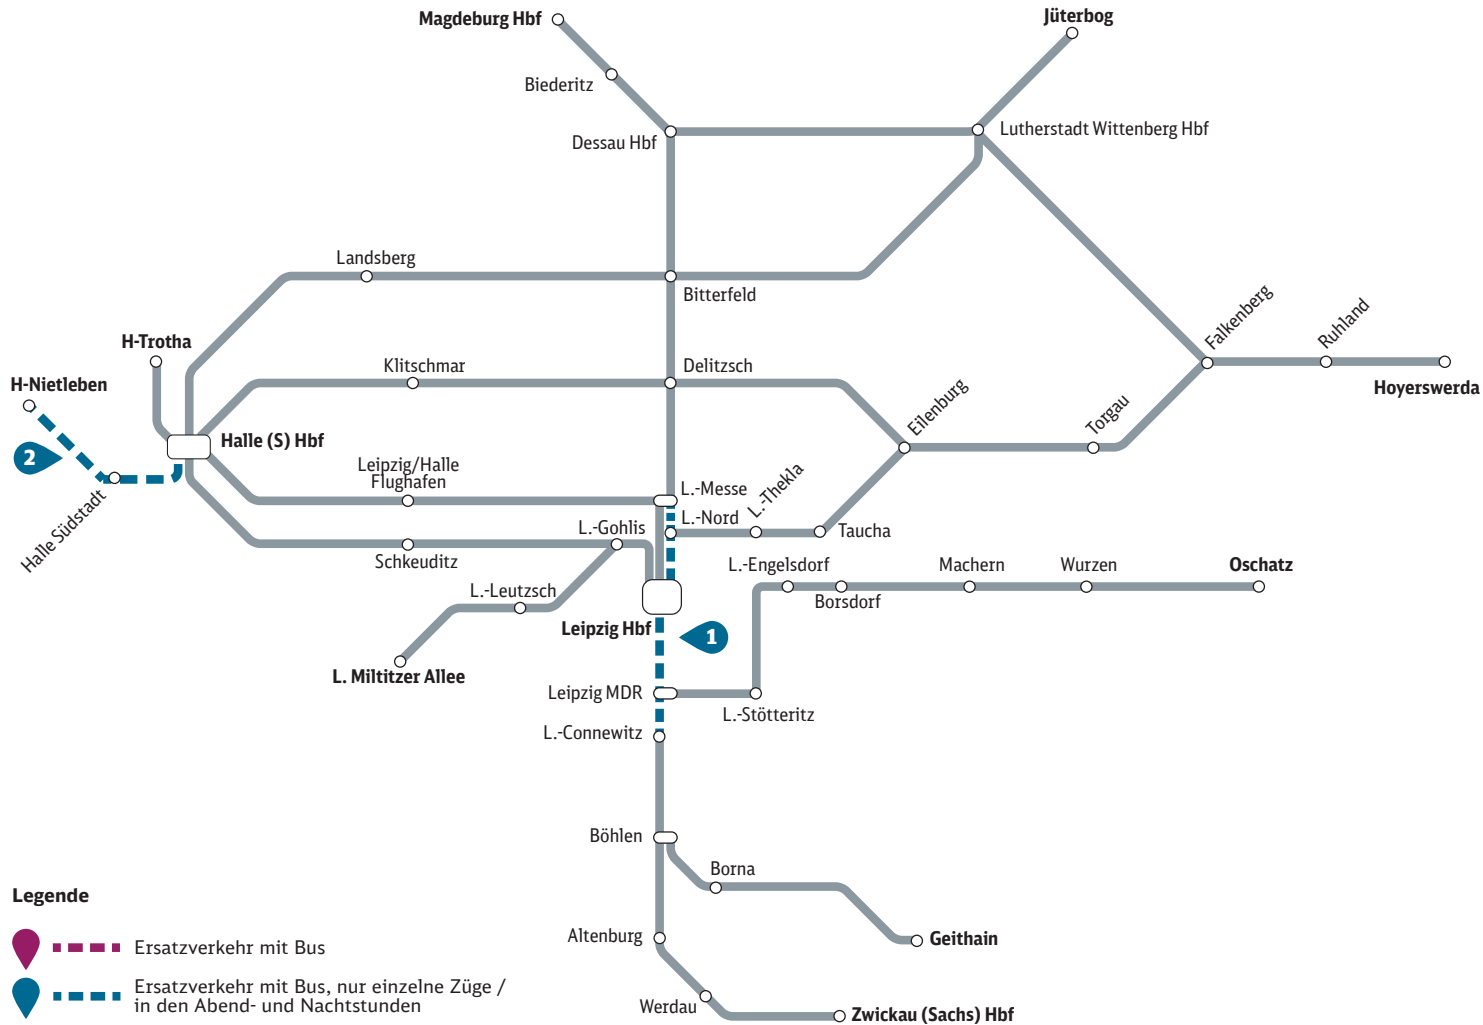 Magdeburg Hbf
Jüterbog
Biederitz
Dessau Hbf
Lutherstadt Wittenberg Hbf
Landsberg
Bitterfeld
H-Trotha
Klitschmar
Delitzsch
Falkenberg
Ruhland
Hoyerswerda
H-Nietleben
Eilenburg
Torgau
Halle (S) Hbf
2
Leipzig/Halle
Flughafen
Halle Südstadt
L.-Messe
L.-Nord
L.-Thekla
Taucha
L.-Gohlis
Schkeuditz
L.-Engelsdorf
Borsdorf
Machern
Wurzen
Oschatz
L.-Leutzsch
Leipzig Hbf
1
L. Miltitzer Allee
Leipzig MDR
L.-Stötteritz
L.-Connewitz
Böhlen
Borna
Altenburg
Geithain
Werdau
Zwickau (Sachs) Hbf
Legende
Ersatzverkehr mit Bus
Ersatzverkehr mit Bus, nur einzelne Züge /
in den Abend- und Nachtstunden